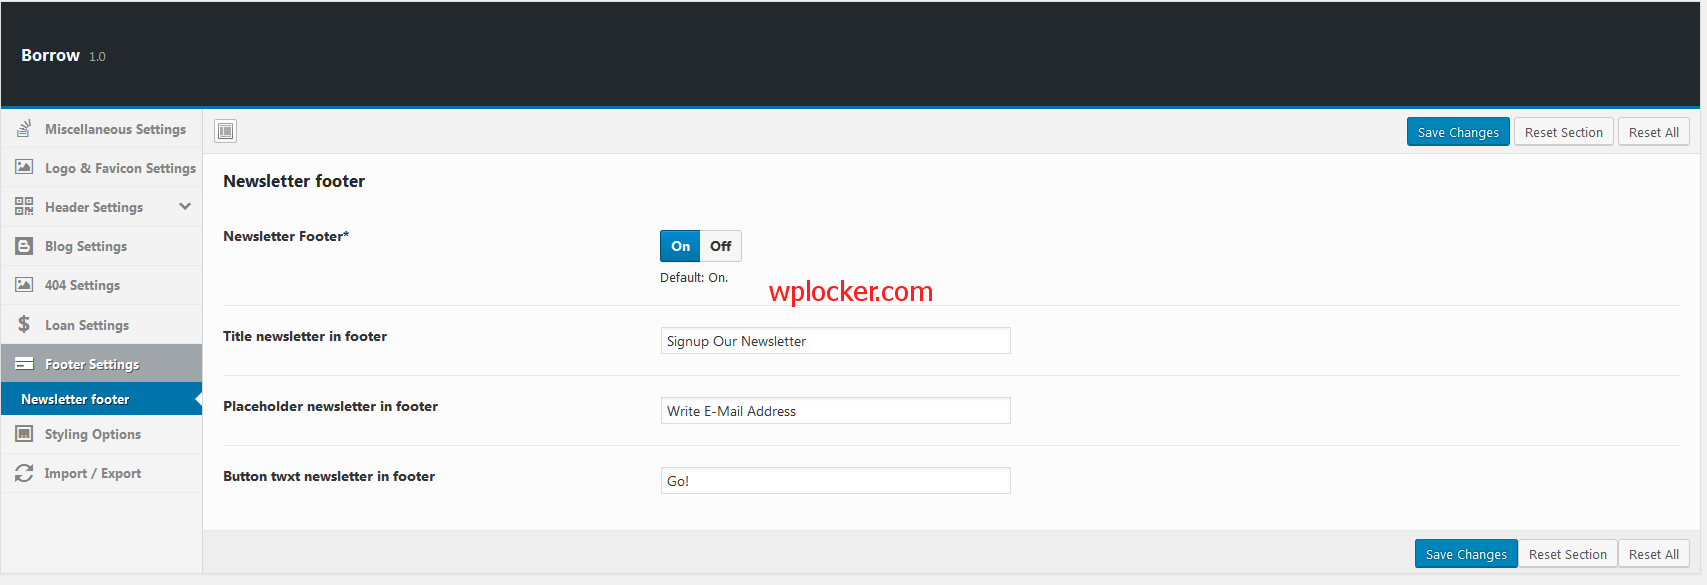 Borrow 1.0
Miscellaneous Settings
Logo & Favicon Settings
Header Settings
Blog Settings
404 Settings
Loan Settings
Footer Settings
Newsletter footer
Styling Options
Import / Export
Save Changes Reset Section Reset All
Newsletter footer
Newsletter Footer*
On Off
Default: On.
wplocker.com
Title newsletter in footer
Signup Our Newsletter
Placeholder newsletter in footer
Write E-Mail Address
Button twxt newsletter in footer
Go!
Save Changes Reset Section Reset All